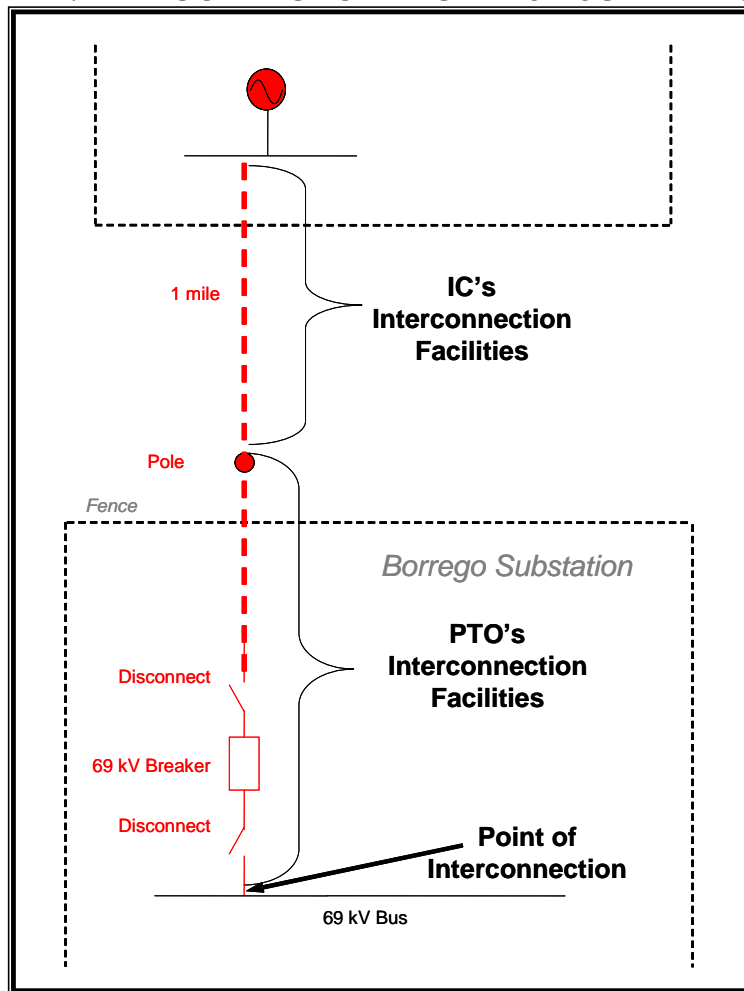 1 mile
IC's
Interconnection
Facilities
Pole
Fence
Borrego Substation
PTO's
Interconnection
Facilities
Disconnect
69 kV Breaker
Disconnect
Point of
Interconnection
69 kV Bus